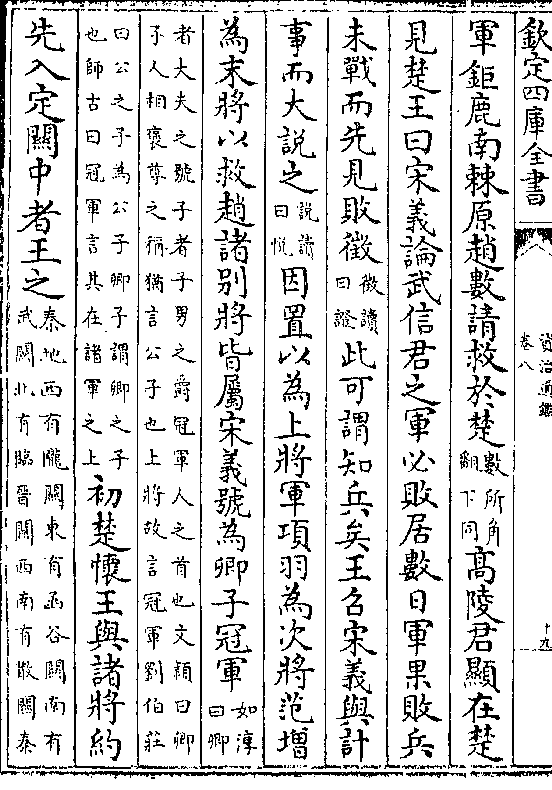 欽定四庫全書
資治通鑑
卷八
十九
軍鉅鹿南棘原趙數請救於楚數所角翻下同高陵君顯在楚
見楚王曰宋義論武信君之軍必敗居數日軍果敗兵
未戰而先見敗徵徵讀曰證此可謂知兵矣王召宋義與計
事而大說之說讀曰悅因置以為上將軍項羽為次將范增
為末將以救趙諸别將皆屬宋義號為卿子冠軍如淳曰卿
者大夫之號子者子男之爵冠軍人之首也文穎曰卿
子人相褒尊之稱猶言公子也上將故言冠軍劉伯莊
曰公之子為公子卿子謂卿之子也師古曰冠軍言其在諸軍之上初楚懷王與諸將約
先入定關中者王之秦地西有隴關東有函谷關南有武關北有臨晉關西南有散關秦